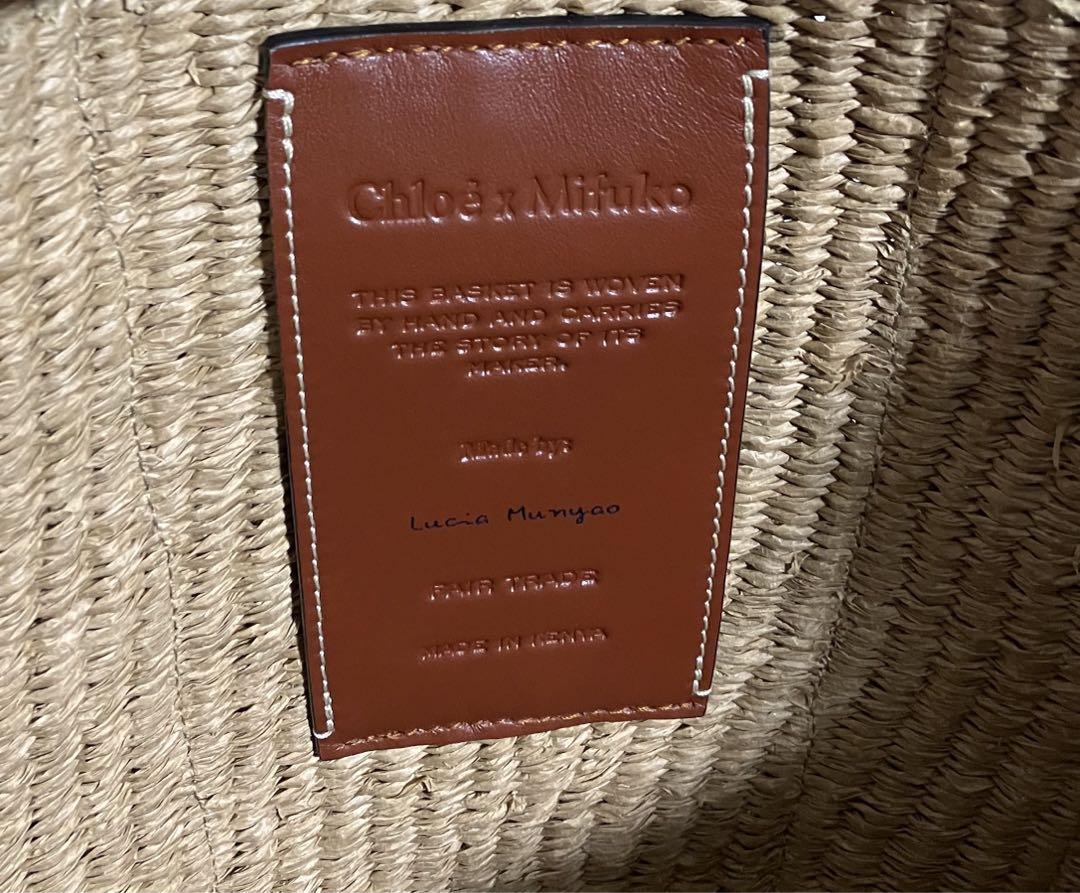 Chloé x Mifuko
THIS BASKET IS WOVEN
BY HAND AND CARRIES
THE STORY OF ITS
MAKER.
Made by:
Lucia Munyao
FAIR TRADE
MADE IN KENYA